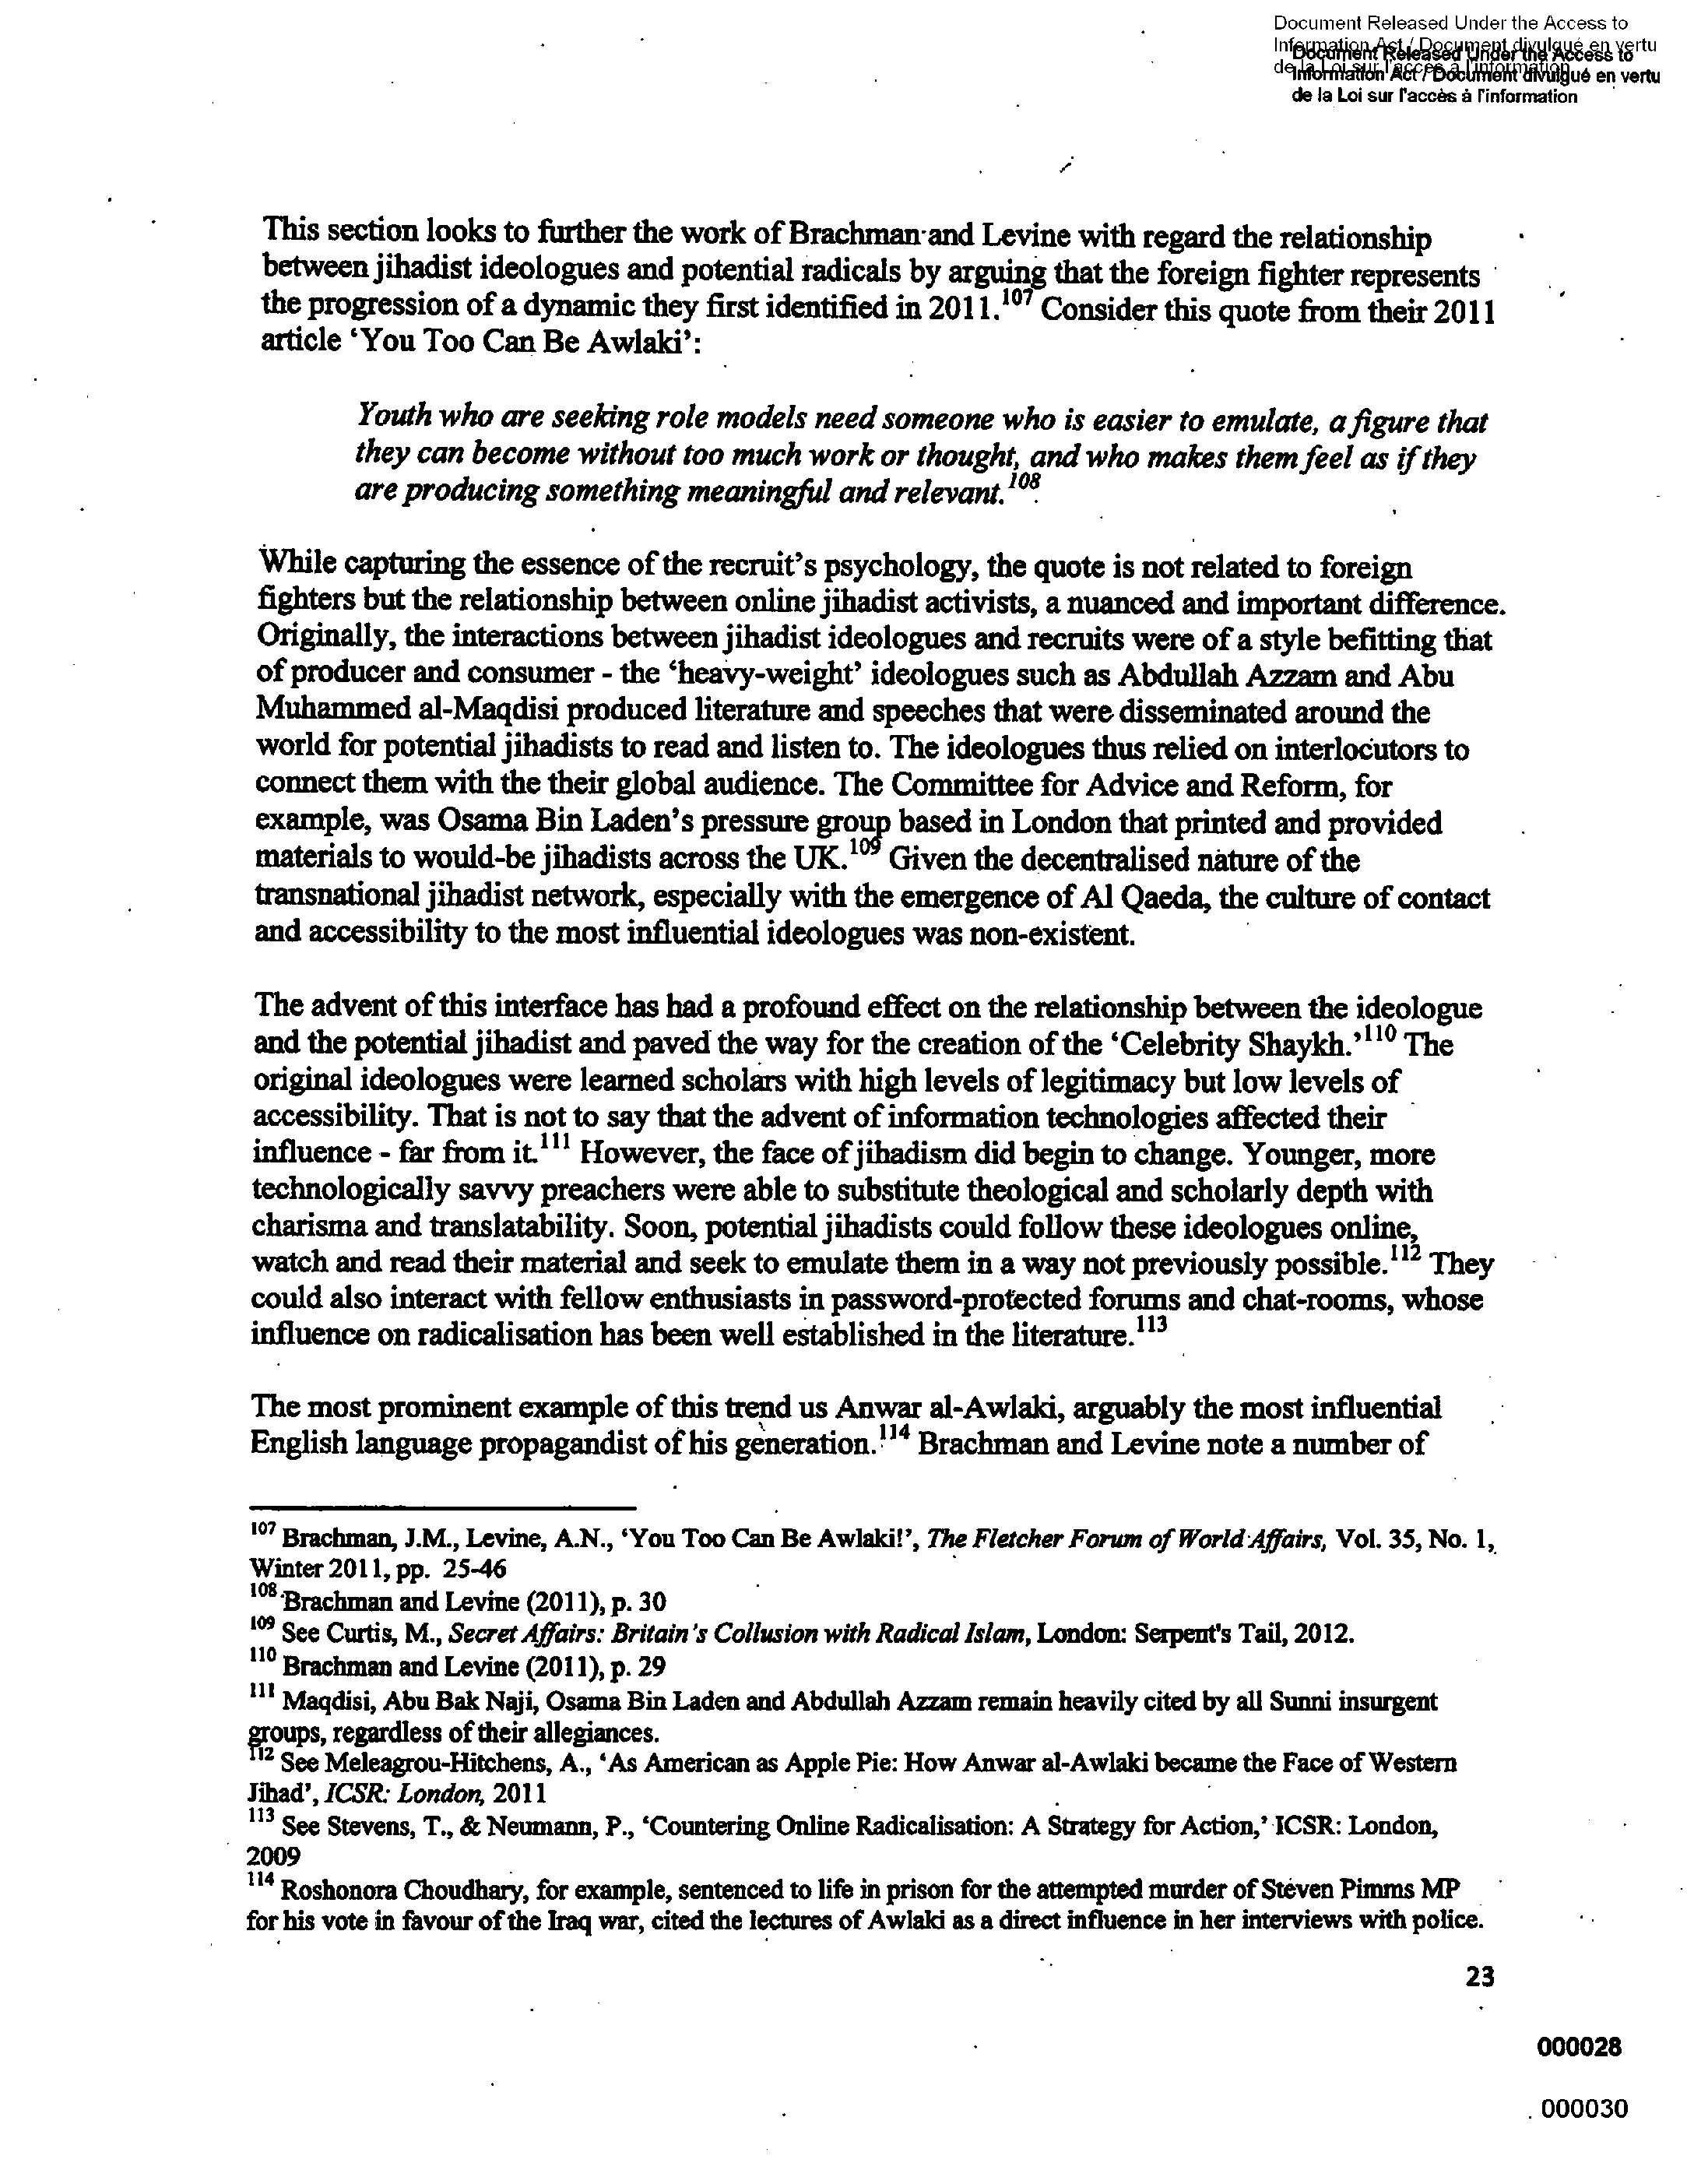 Document Released Under the Access to
Information Act / Document divulgué en vertu
de la Loi sur l'accès à l'information
Document Released Under the Access to
Information Act / Document divulgué en vertu
de la Loi sur l'accès à l'information
This section looks to further the work of Brachman and Levine with regard the relationship
between jihadist ideologues and potential radicals by arguing that the foreign fighter represents
the progression of a dynamic they first identified in 2011.107 Consider this quote from their 2011
article ‘You Too Can Be Awlaki’:
Youth who are seeking role models need someone who is easier to emulate, a figure that
they can become without too much work or thought, and who makes them feel as if they
are producing something meaningful and relevant.108
While capturing the essence of the recruit’s psychology, the quote is not related to foreign
fighters but the relationship between online jihadist activists, a nuanced and important difference.
Originally, the interactions between jihadist ideologues and recruits were of a style befitting that
of producer and consumer - the ‘heavy-weight’ ideologues such as Abdullah Azzam and Abu
Muhammed al-Maqdisi produced literature and speeches that were disseminated around the
world for potential jihadists to read and listen to. The ideologues thus relied on interlocutors to
connect them with the their global audience. The Committee for Advice and Reform, for
example, was Osama Bin Laden’s pressure group based in London that printed and provided
materials to would-be jihadists across the UK.109 Given the decentralised nature of the
transnational jihadist network, especially with the emergence of Al Qaeda, the culture of contact
and accessibility to the most influential ideologues was non-existent.
The advent of this interface has had a profound effect on the relationship between the ideologue
and the potential jihadist and paved the way for the creation of the ‘Celebrity Shaykh.’110 The
original ideologues were learned scholars with high levels of legitimacy but low levels of
accessibility. That is not to say that the advent of information technologies affected their
influence - far from it.111 However, the face of jihadism did begin to change. Younger, more
technologically savvy preachers were able to substitute theological and scholarly depth with
charisma and translatability. Soon, potential jihadists could follow these ideologues online,
watch and read their material and seek to emulate them in a way not previously possible.112 They
could also interact with fellow enthusiasts in password-protected forums and chat-rooms, whose
influence on radicalisation has been well established in the literature.113
The most prominent example of this trend us Anwar al-Awlaki, arguably the most influential
English language propagandist of his generation.114 Brachman and Levine note a number of
107 Brachman, J.M., Levine, A.N., ‘You Too Can Be Awlaki!’, The Fletcher Forum of World Affairs, Vol. 35, No. 1,
Winter 2011, pp. 25-46
108 Brachman and Levine (2011), p. 30
109 See Curtis, M., Secret Affairs: Britain’s Collusion with Radical Islam, London: Serpent's Tail, 2012.
110 Brachman and Levine (2011), p. 29
111 Maqdisi, Abu Bak Naji, Osama Bin Laden and Abdullah Azzam remain heavily cited by all Sunni insurgent
groups, regardless of their allegiances.
112 See Meleagrou-Hitchens, A., ‘As American as Apple Pie: How Anwar al-Awlaki became the Face of Western
Jihad’, ICSR: London, 2011
113 See Stevens, T., & Neumann, P., ‘Countering Online Radicalisation: A Strategy for Action,’ ICSR: London,
2009
114 Roshonora Choudhary, for example, sentenced to life in prison for the attempted murder of Steven Pimms MP
for his vote in favour of the Iraq war, cited the lectures of Awlaki as a direct influence in her interviews with police.
23
000028
000030